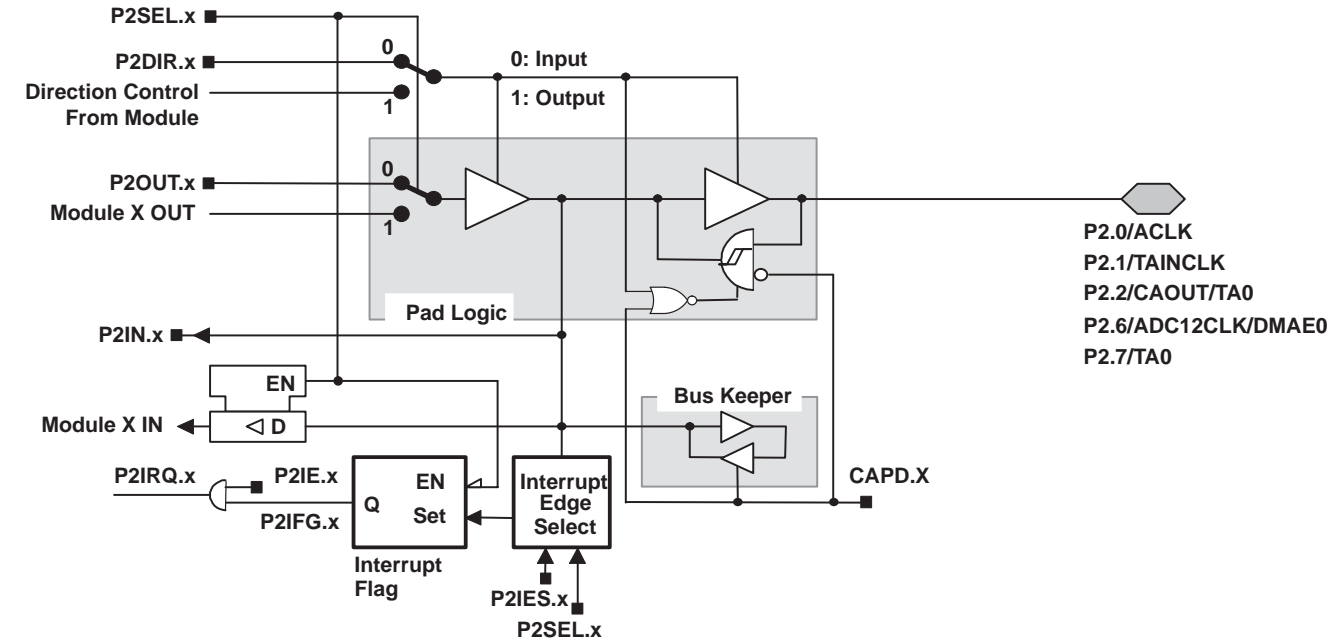 P2SEL.x
P2DIR.x
0
0: Input
Direction Control
From Module
1
1: Output
P2OUT.x
0
Module X OUT
1
P2.0/ACLK
P2.1/TAINCLK
P2.2/CAOUT/TA0
P2.6/ADC12CLK/DMAE0
P2.7/TA0
Pad Logic
P2IN.x
EN
Bus Keeper
Module X IN
D
P2IRQ.x
P2IE.x
P2IFG.x
Q
EN
Set
Interrupt
Edge
Select
CAPD.X
Interrupt
Flag
P2IES.x
P2SEL.x